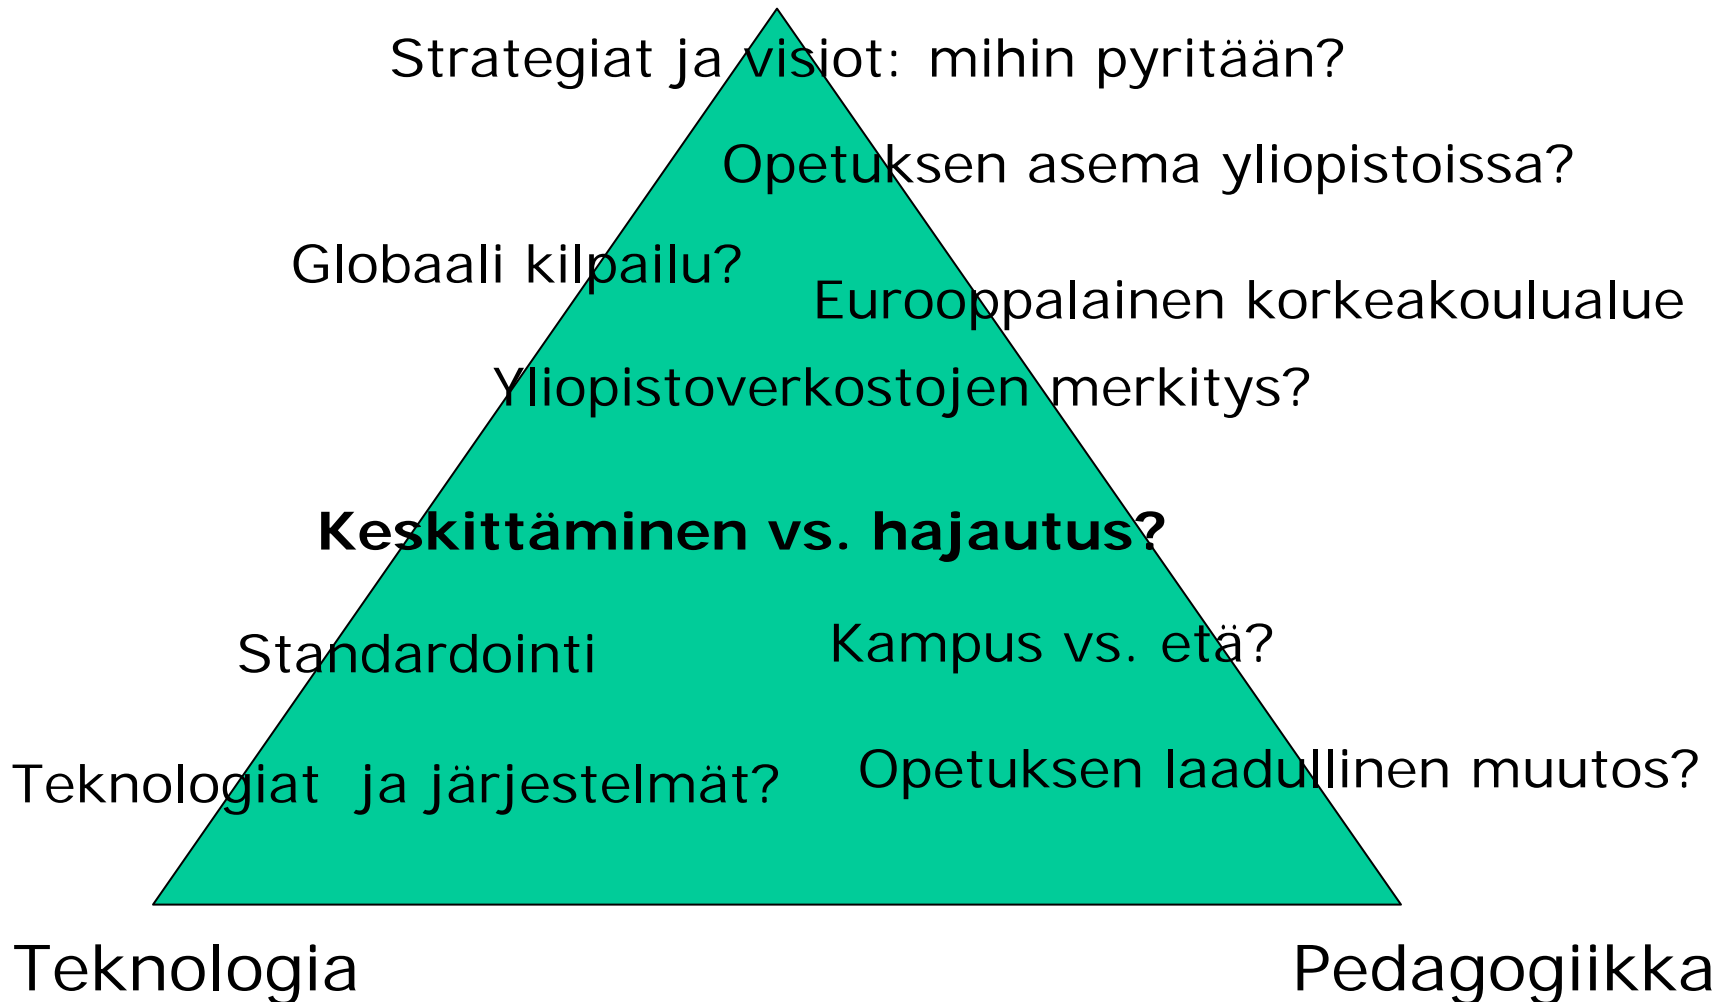 Strategiat ja visiot: mihin pyritään?
Opetuksen asema yliopistoissa?
Globaali kilpailu?
Eurooppalainen korkeakoulualue
Yliopistoverkostojen merkitys?
Keskittäminen vs. hajautus?
Kampus vs. etä?
Standardointi
Opetuksen laadullinen muutos?
Teknologiat ja järjestelmät?
Teknologia
Pedagogiikka